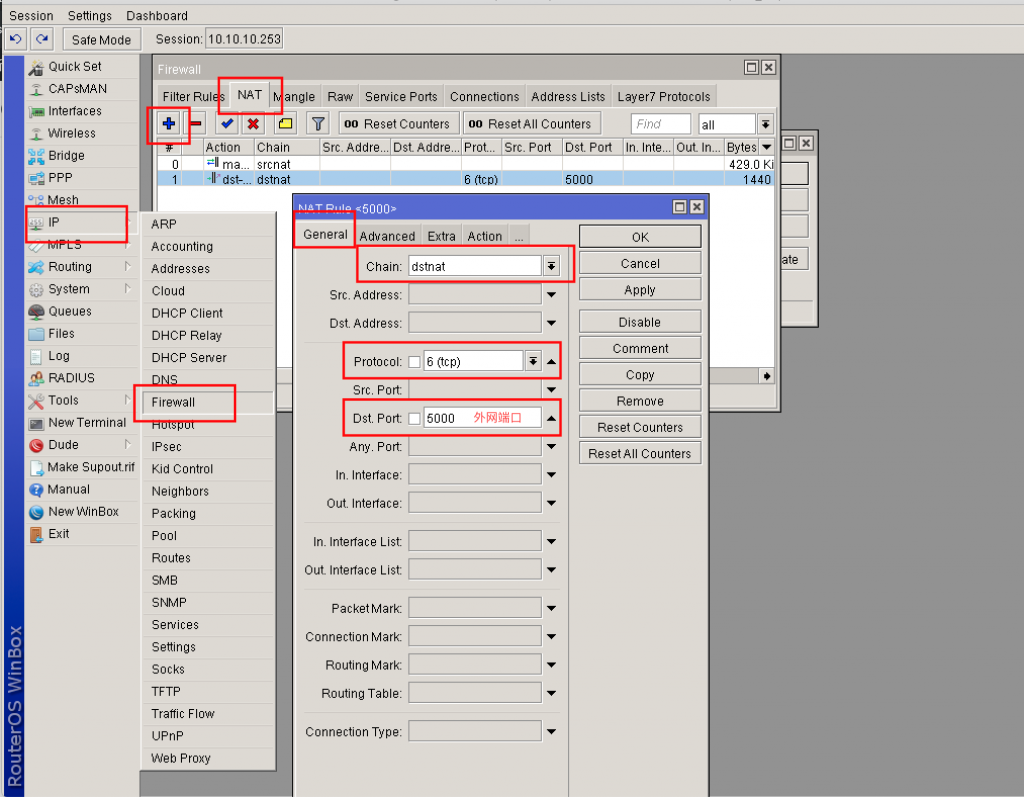 Session Settings Dashboard
Safe Mode Session: 10.10.10.253
Firewall
Filter Rules NAT Mangle Raw Service Ports Connections Address Lists Layer7 Protocols
00 Reset Counters 00 Reset All Counters Find all
# Action Chain Src. Addre... Dst. Addre... Prot... Src. Port Dst. Port In. Inte... Out. In... Bytes
0 ma... srcnat 429.0 Ki
1 dst-... dstnat 6 (tcp) 5000 1440
Quick Set
CAPsMAN
Interfaces
Wireless
Bridge
PPP
Mesh
IP
MPLS
Routing
System
Queues
Files
Log
RADIUS
Tools
New Terminal
Dude
Make Supout.rif
Manual
New WinBox
Exit
RouterOS WinBox
ARP
Accounting
Addresses
Cloud
DHCP Client
DHCP Relay
DHCP Server
DNS
Firewall
Hotspot
IPsec
Kid Control
Neighbors
Packing
Pool
Routes
SMB
SNMP
Services
Settings
Socks
TFTP
Traffic Flow
UPnP
Web Proxy
NAT Rule <5000>
General Advanced Extra Action ...
Chain: dstnat
Src. Address:
Dst. Address:
Protocol: 6 (tcp)
Src. Port:
Dst. Port: 5000 外网端口
Any. Port:
In. Interface:
Out. Interface:
In. Interface List:
Out. Interface List:
Packet Mark:
Connection Mark:
Routing Mark:
Routing Table:
Connection Type:
OK
Cancel
Apply
Disable
Comment
Copy
Remove
Reset Counters
Reset All Counters
ate